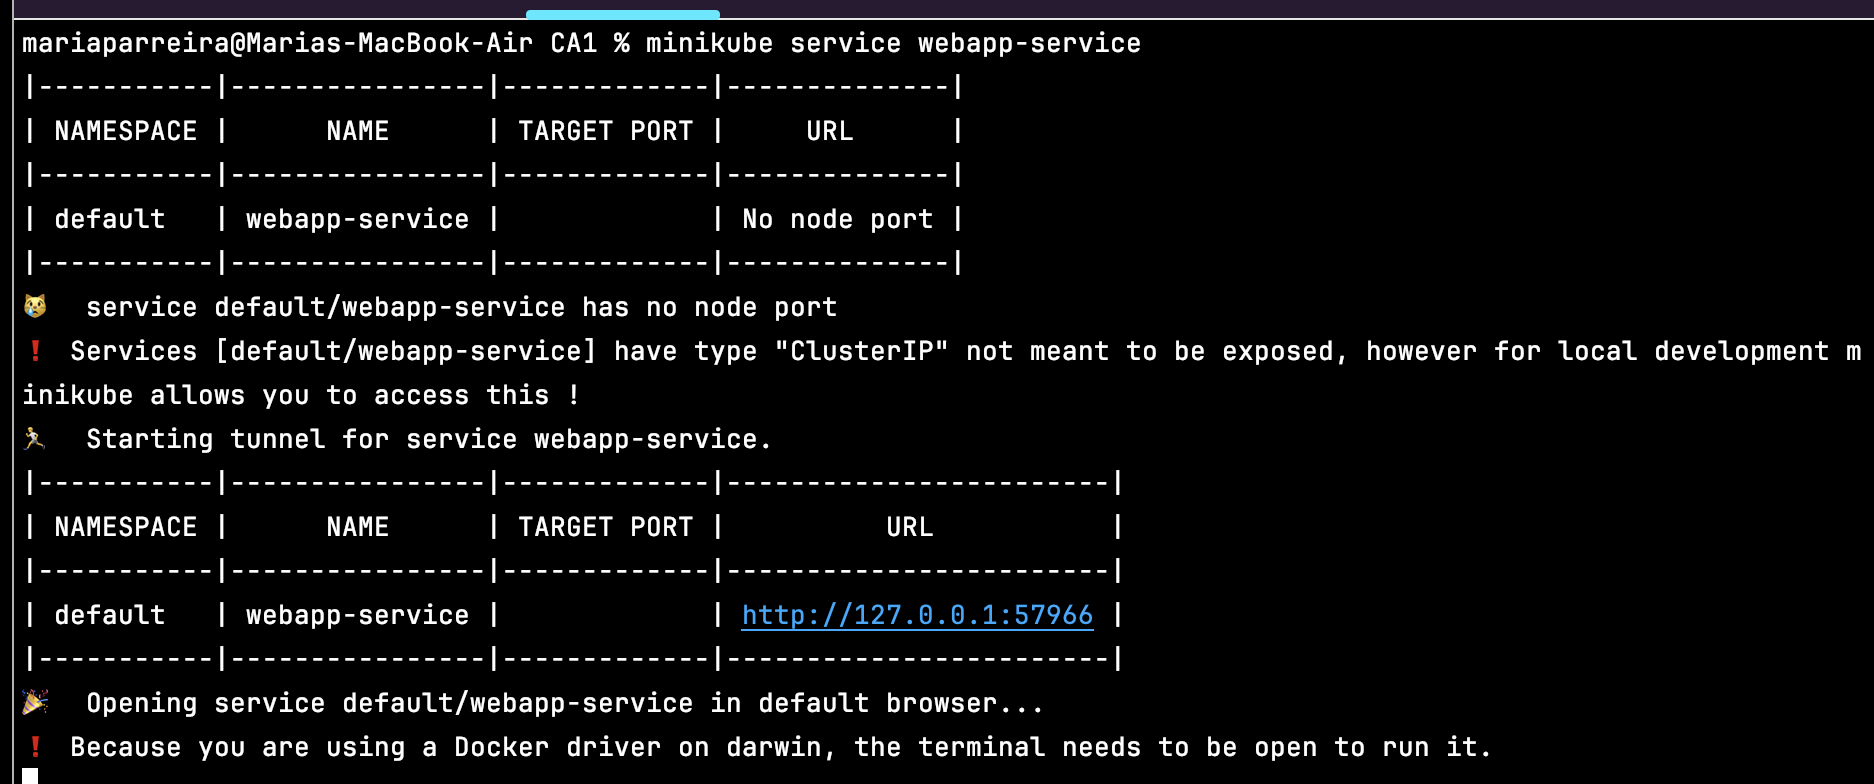 mariaparreira@Marias-MacBook-Air CA1 % minikube service webapp-service
|-----------|----------------|-------------|--------------|
| NAMESPACE |      NAME      | TARGET PORT |     URL      |
|-----------|----------------|-------------|--------------|
| default   | webapp-service |             | No node port |
|-----------|----------------|-------------|--------------|
😿  service default/webapp-service has no node port
❗ Services [default/webapp-service] have type "ClusterIP" not meant to be exposed, however for local development m
inikube allows you to access this !
🏃  Starting tunnel for service webapp-service.
|-----------|----------------|-------------|------------------------|
| NAMESPACE |      NAME      | TARGET PORT |          URL           |
|-----------|----------------|-------------|------------------------|
| default   | webapp-service |             | http://127.0.0.1:57966 |
|-----------|----------------|-------------|------------------------|
🎉  Opening service default/webapp-service in default browser...
❗ Because you are using a Docker driver on darwin, the terminal needs to be open to run it.